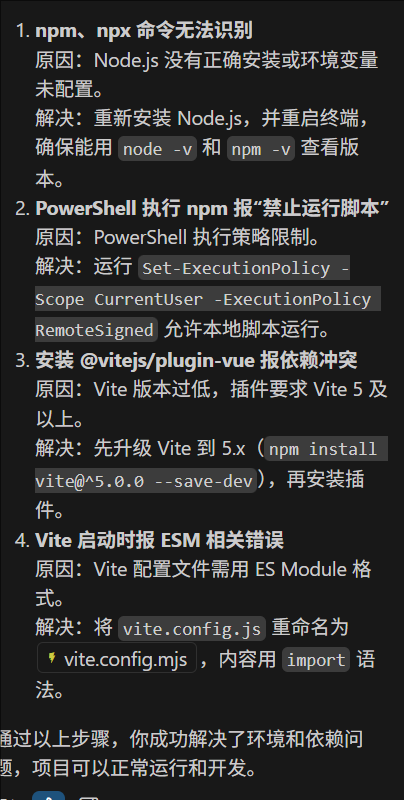 1. npm、npx 命令无法识别
原因：Node.js 没有正确安装或环境变量
未配置。
解决：重新安装 Node.js，并重启终端，
确保能用 node -v 和 npm -v 查看版
本。
2. PowerShell 执行 npm 报“禁止运行脚本”
原因：PowerShell 执行策略限制。
解决：运行 Set-ExecutionPolicy -
Scope CurrentUser -ExecutionPolicy
RemoteSigned 允许本地脚本运行。
3. 安装 @vitejs/plugin-vue 报依赖冲突
原因：Vite 版本过低，插件要求 Vite 5 及
以上。
解决：先升级 Vite 到 5.x（npm install
vite@^5.0.0 --save-dev），再安装插
件。
4. Vite 启动时报 ESM 相关错误
原因：Vite 配置文件需用 ES Module 格
式。
解决：将 vite.config.js 重命名为
vite.config.mjs，内容用 import 语
法。
通过以上步骤，你成功解决了环境和依赖问
题，项目可以正常运行和开发。